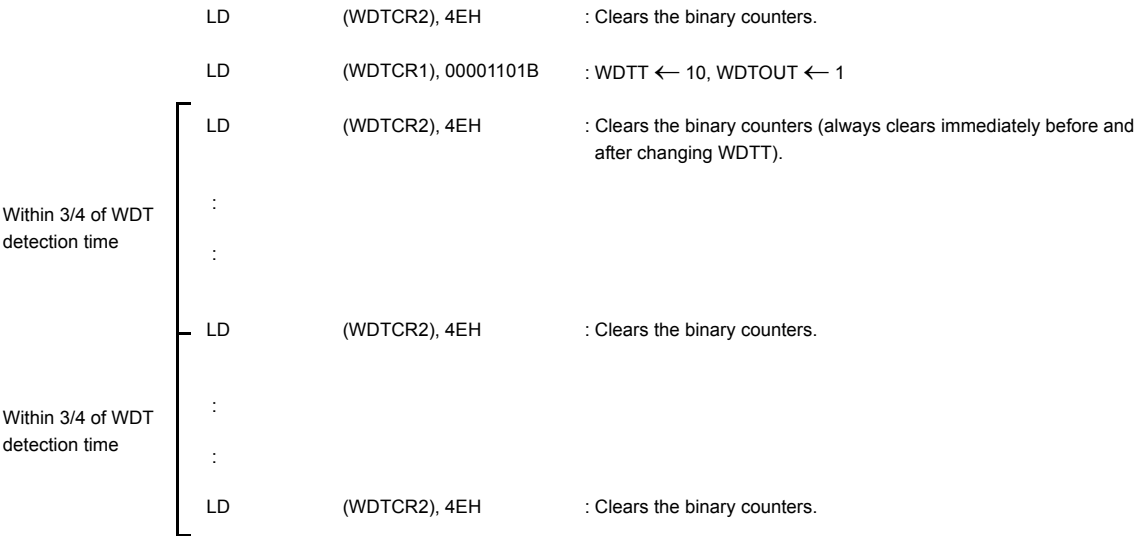 LD (WDTCR2), 4EH : Clears the binary counters.
LD (WDTCR1), 00001101B : WDTT ← 10, WDTOUT ← 1
LD (WDTCR2), 4EH : Clears the binary counters (always clears immediately before and
after changing WDTT).
Within 3/4 of WDT
detection time
:
:
LD (WDTCR2), 4EH : Clears the binary counters.
Within 3/4 of WDT
detection time
:
:
LD (WDTCR2), 4EH : Clears the binary counters.